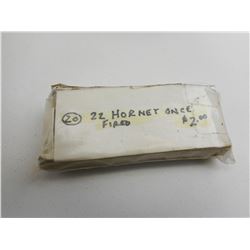 20 22 HORNET ONCE
FIRED $2.00